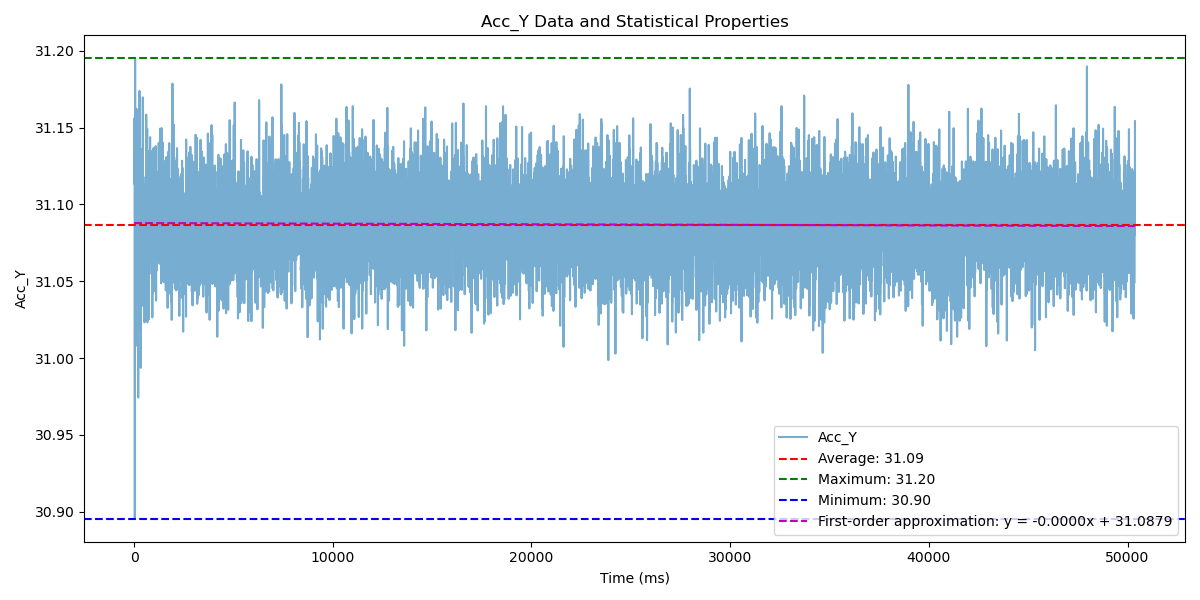 Acc_Y Data and Statistical Properties
31.20
31.15
31.10
31.05
31.00
30.95
30.90
Acc_Y
Acc_Y
Average: 31.09
Maximum: 31.20
Minimum: 30.90
First-order approximation: y = -0.0000x + 31.0879
0 10000 20000 30000 40000 50000
Time (ms)